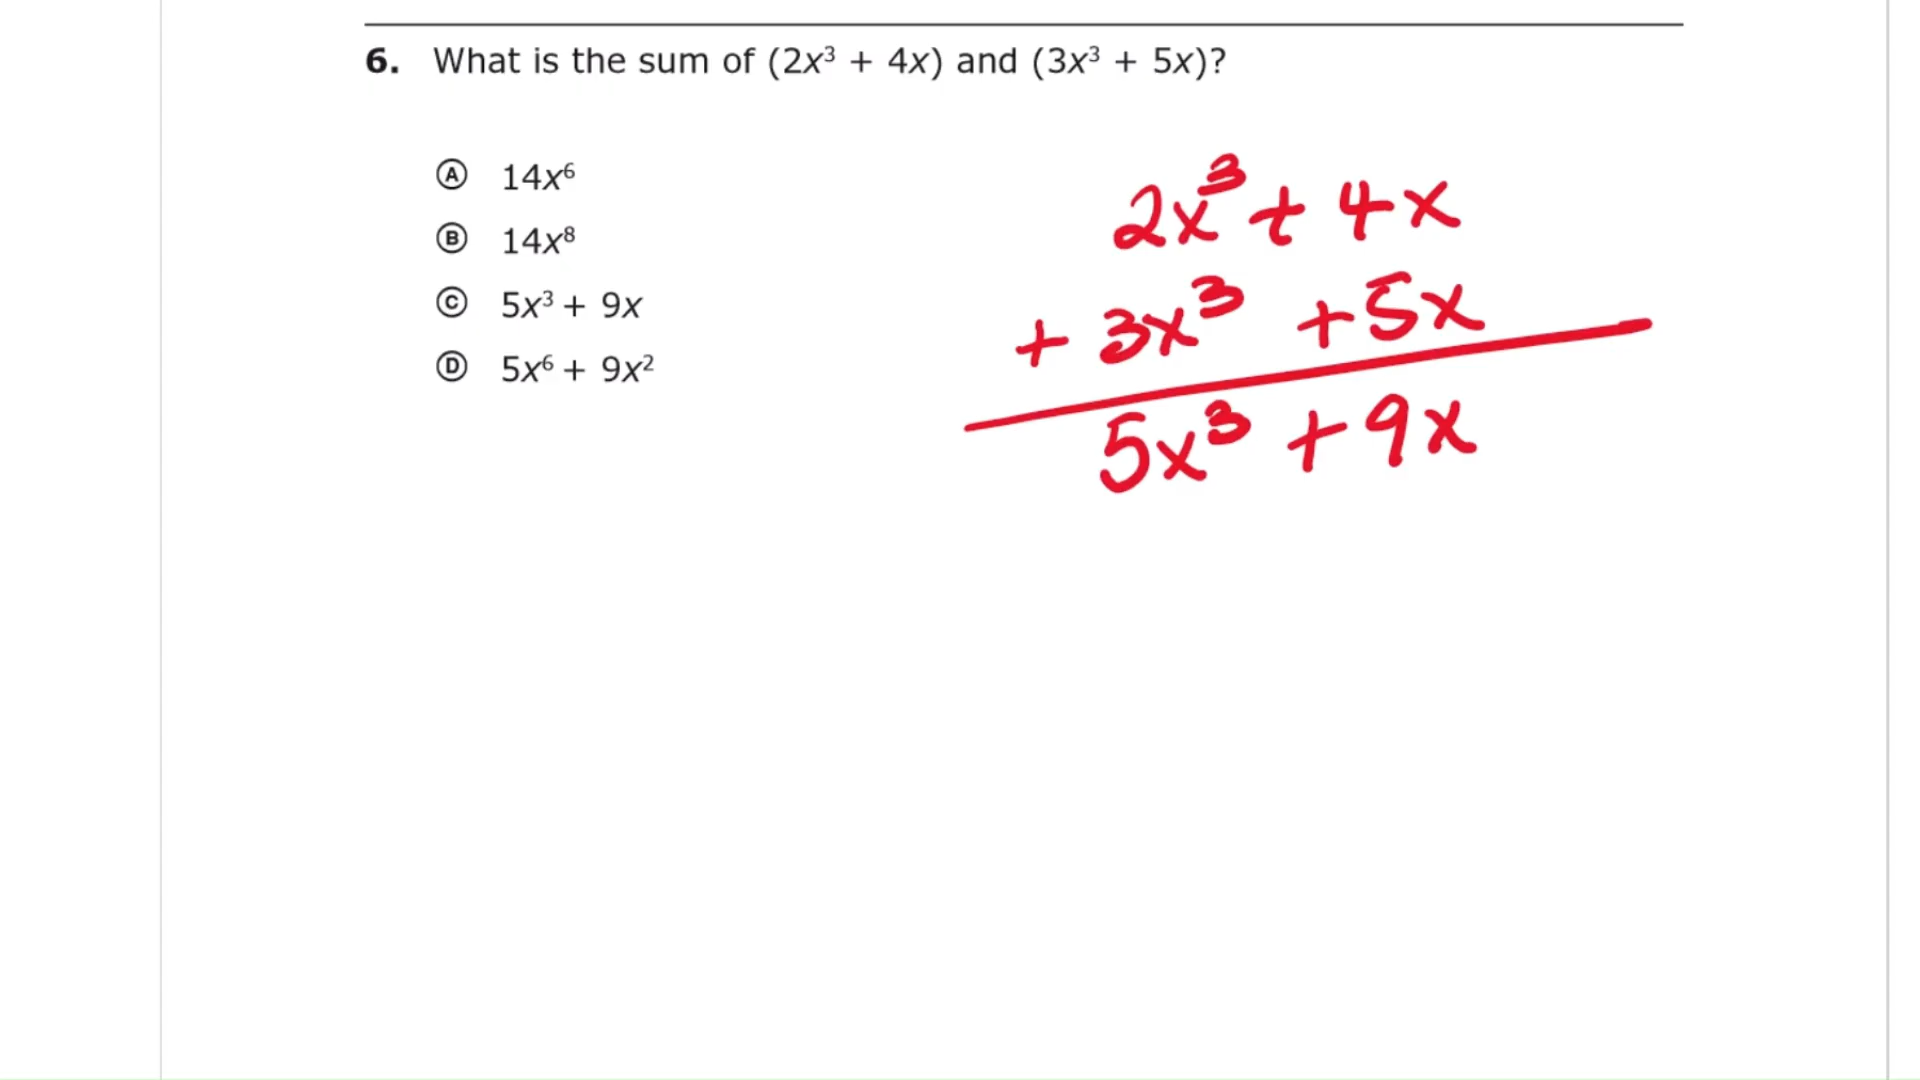 6. What is the sum of (2x³ + 4x) and (3x³ + 5x)?
Ⓐ 14x⁶
Ⓑ 14x⁸
Ⓒ 5x³ + 9x
Ⓓ 5x⁶ + 9x²
2x³ + 4x
+ 3x³ + 5x
5x³ + 9x